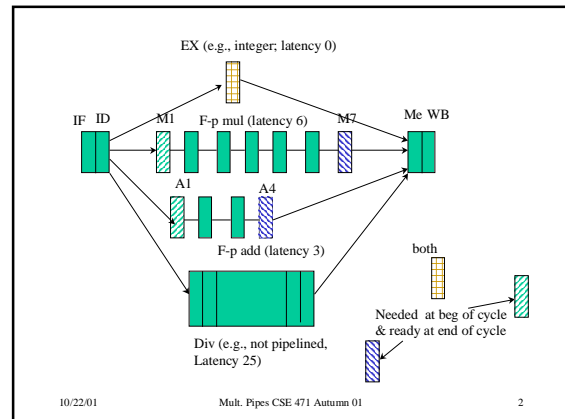 EX (e.g., integer; latency 0)
IF ID M1 F-p mul (latency 6) M7 Me WB
A1 A4
F-p add (latency 3)
both
Needed at beg of cycle
& ready at end of cycle
Div (e.g., not pipelined,
Latency 25)
10/22/01 Mult. Pipes CSE 471 Autumn 01 2